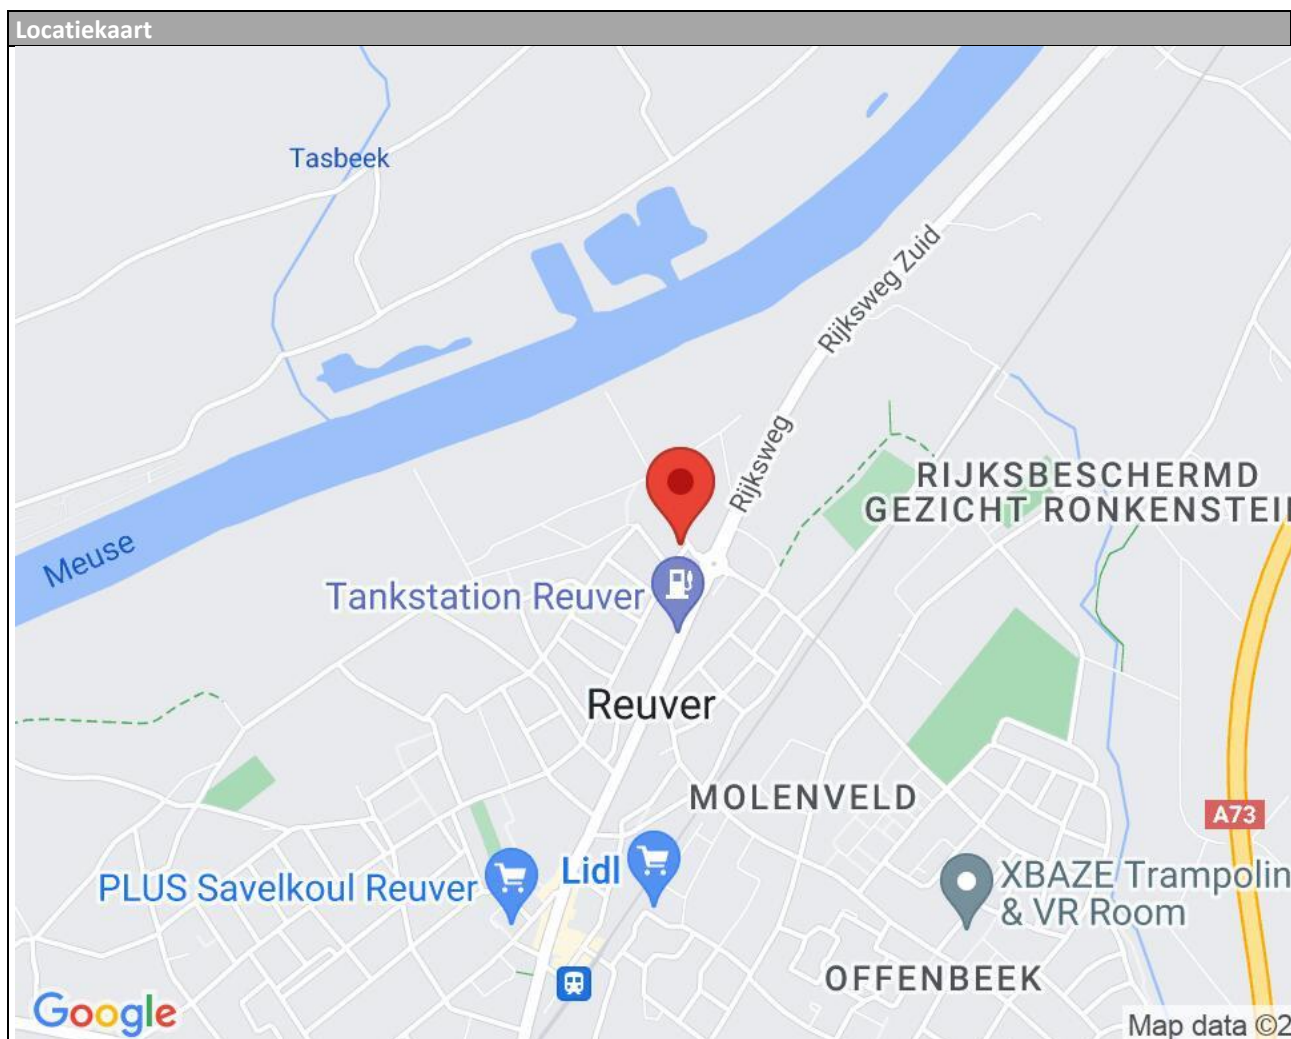 Locatiekaart
Tasbeek
Rijksweg Zuid
Rijksweg
RIJKSBESCHERMD
GEZICHT RONKENSTEI
Meuse
Tankstation Reuver
Reuver
MOLENVELD
A73
Lidl
PLUS Savelkoul Reuver
XBAZE Trampolin
& VR Room
OFFENBEEK
Google
Map data ©2